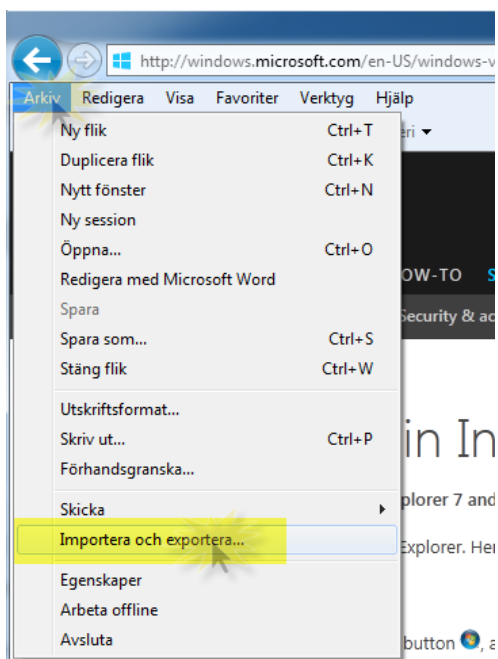 http://windows.microsoft.com/en-US/windows-v
Arkiv Redigera Visa Favoriter Verktyg Hjälp
Ny flik Ctrl+T
eri
Duplicera flik Ctrl+K
Nytt fönster Ctrl+N
Ny session
Öppna... Ctrl+O
OW-TO S
Redigera med Microsoft Word
Spara
Security & ac
Spara som... Ctrl+S
Stäng flik Ctrl+W
Utskriftsformat...
Skriv ut... Ctrl+P
in In
Förhandsgranska...
Skicka
plorer 7 and
Importera och exportera...
Explorer. Her
Egenskaper
Arbeta offline
Avsluta
button , a